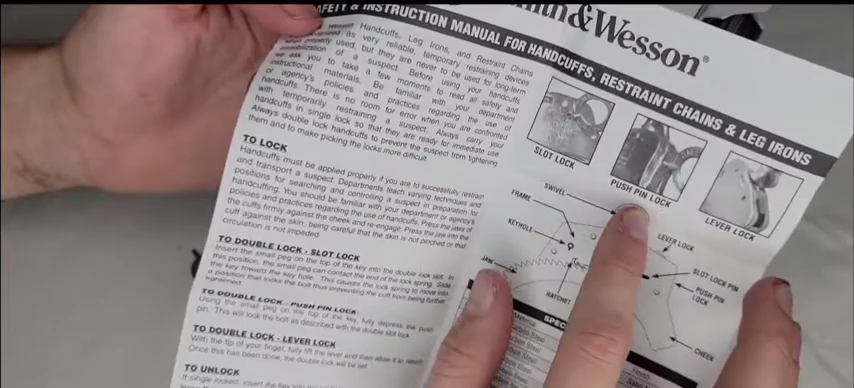 Smith&Wesson®
SAFETY & INSTRUCTION MANUAL FOR HANDCUFFS, RESTRAINT CHAINS & LEG IRONS
Wesson Handcuffs, Leg Irons, and Restraint Chains
as very reliable, temporary restraining devices
properly used, but they are never to be used for long-term
immobilization of a suspect. Before using your handcuffs
we ask you to take a few moments to read all safety and
instructional materials. Be familiar with your department
or agency's policies and practices regarding the use of
handcuffs. There is no room for error when you are confronted
with temporarily restraining a suspect. Always carry your
handcuffs in single lock so that they are ready for immediate use.
Always double lock handcuffs to prevent the suspect from tightening
them and to make picking the locks more difficult.
TO LOCK
Handcuffs must be applied properly if you are to successfully restrain
and transport a suspect. Departments teach varying techniques and
positions for searching and controlling a suspect in preparation for
handcuffing. You should be familiar with your department or agency's
policies and practices regarding the use of handcuffs. Press the jaws of
the cuffs firmly against the cheek and re-engage. Press the jaw into the
cuff against the skin, being careful that the skin is not pinched or that
circulation is not impeded.
TO DOUBLE LOCK - SLOT LOCK
Insert the small peg on the top of the key into the double lock slot. In
this position, the small peg can contact the end of the lock spring. Slide
the key toward the key hole. This causes the lock spring to move into
a position that locks the bolt thus preventing the cuff from being further
tightened.
TO DOUBLE LOCK - PUSH PIN LOCK
Using the small peg on the top of the key, fully depress the push
pin. This will lock the bolt as described with the double slot lock.
TO DOUBLE LOCK - LEVER LOCK
With the tip of your finger, fully lift the lever and then allow it to
Once this has been done, the double lock will be set
TO UNLOCK
If single locked, insert the
SLOT LOCK
PUSH PIN LOCK
LEVER LOCK
SWIVEL
FRAME
KEYHOLE
JAW
RATCHET
LEVER LOCK
SLOT LOCK PIN
PUSH PIN
LOCK
CHEEK
SPEC
Material
Carbon Steel
Carbon Steel
Carbon Steel
Finish